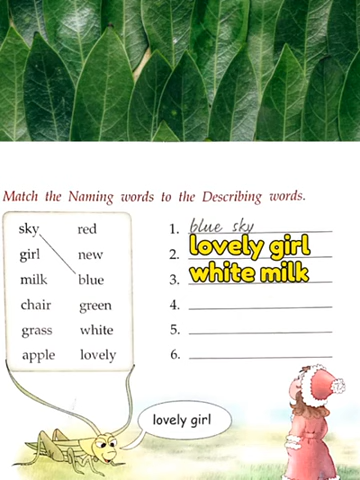 Match the Naming words to the Describing words.
sky red
girl new
milk blue
chair green
grass white
apple lovely
1. blue sky
2. lovely girl
3. white milk
4.
5.
6.
lovely girl